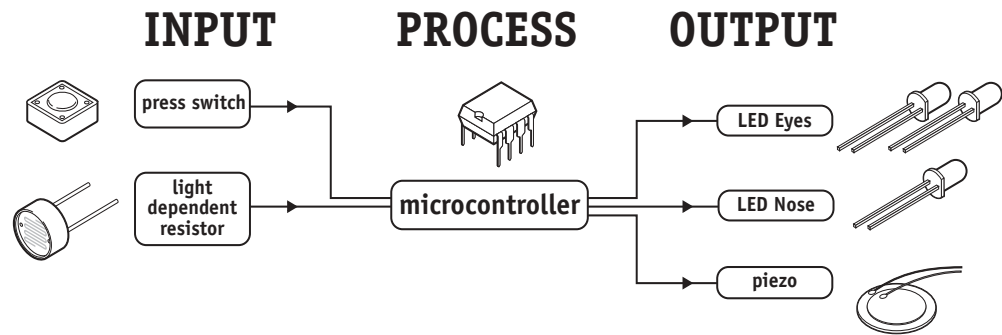 INPUT
PROCESS
OUTPUT
press switch
light
dependent
resistor
microcontroller
LED Eyes
LED Nose
piezo